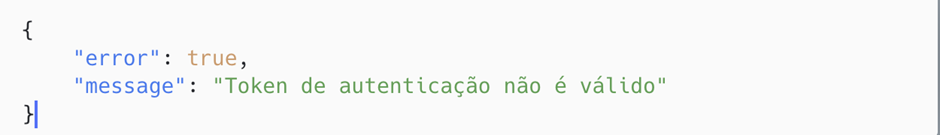 {
"error": true,
"message": "Token de autenticação não é válido"
}